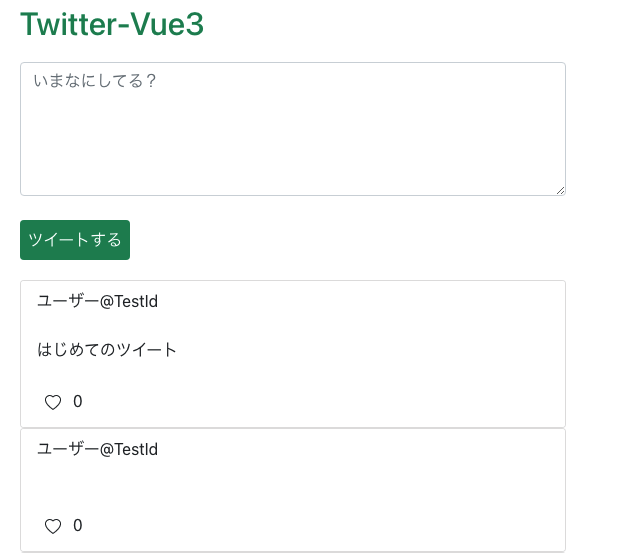 Twitter-Vue3
いまなにしてる？
ツイートする
ユーザー@TestId
はじめてのツイート
0
ユーザー@TestId
0